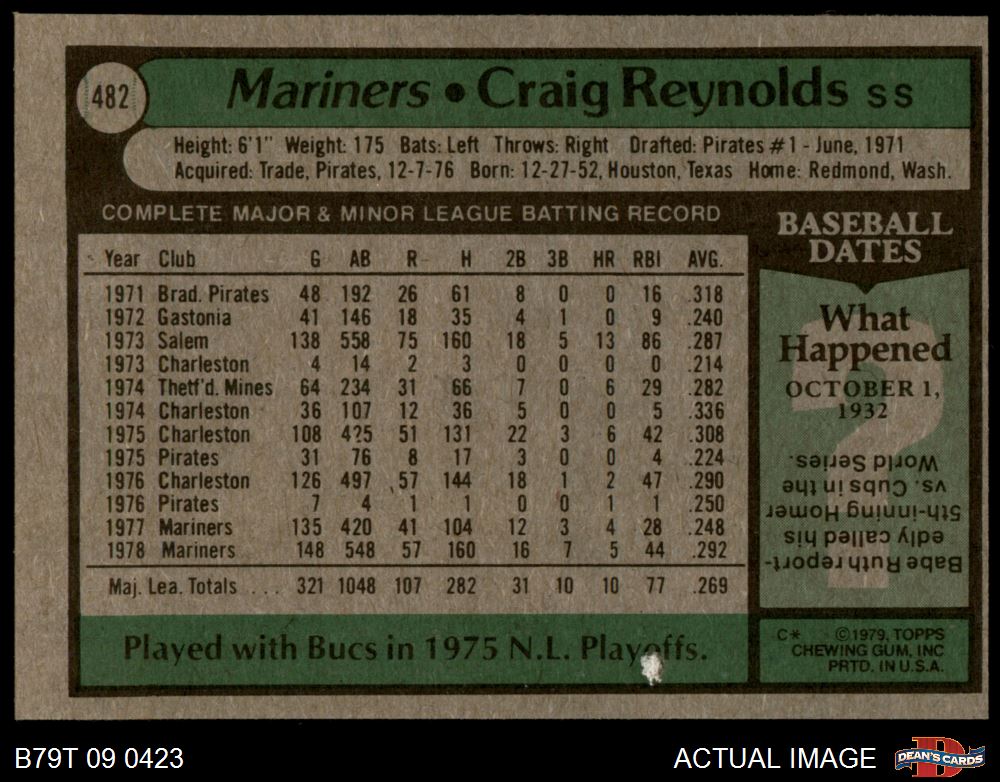 482
Mariners • Craig Reynolds SS
Height: 6'1" Weight: 175 Bats: Left Throws: Right Drafted: Pirates #1 - June, 1971
Acquired: Trade, Pirates, 12-7-76 Born: 12-27-52, Houston, Texas Home: Redmond, Wash.
COMPLETE MAJOR & MINOR LEAGUE BATTING RECORD
Year Club G AB R H 2B 3B HR RBI AVG.
1971 Brad. Pirates 48 192 26 61 8 0 0 16 .318
1972 Gastonia 41 146 18 35 4 1 0 9 .240
1973 Salem 138 558 75 160 18 5 13 86 .287
1973 Charleston 4 14 2 3 0 0 0 0 .214
1974 Thetf'd. Mines 64 234 31 66 7 0 6 29 .282
1974 Charleston 36 107 12 36 5 0 0 5 .336
1975 Charleston 108 425 51 131 22 3 6 42 .308
1975 Pirates 31 76 8 17 3 0 0 4 .224
1976 Charleston 126 497 57 144 18 1 2 47 .290
1976 Pirates 7 4 1 1 0 0 1 1 .250
1977 Mariners 135 420 41 104 12 3 4 28 .248
1978 Mariners 148 548 57 160 16 7 5 44 .292
Maj. Lea. Totals . . . 321 1048 107 282 31 10 10 77 .269
Played with Bucs in 1975 N.L. Playoffs.
BASEBALL
DATES
What
Happened
OCTOBER 1,
1932
Babe Ruth report-
edly called his
5th-inning Homer
vs. Cubs in the
World Series.
C* ©1979, TOPPS
CHEWING GUM, INC
PRTD. IN U.S.A.
B79T 09 0423
ACTUAL IMAGE
D
DEAN'S CARDS